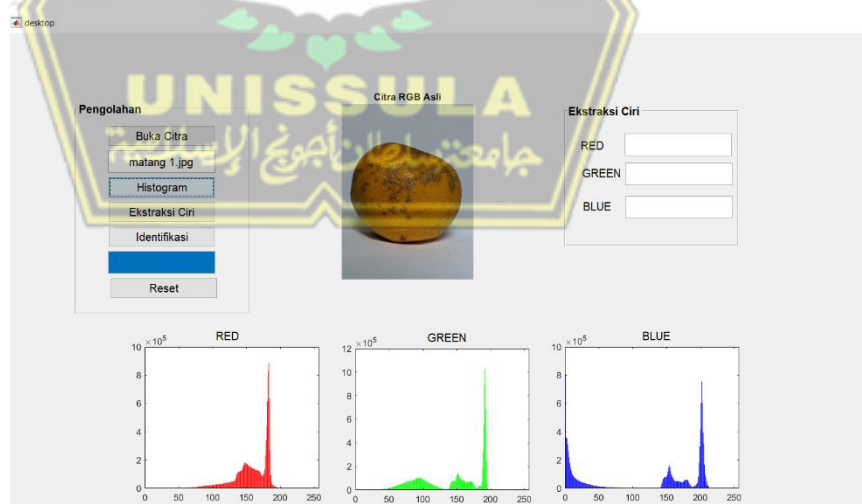 desktop
UNISSULA
جامعة سلطان أجونج الإسلامية
Pengolahan
Buka Citra
matang 1.jpg
Histogram
Ekstraksi Ciri
Identifikasi
Reset
Citra RGB Asli
Ekstraksi Ciri
RED
GREEN
BLUE
RED
×10⁵
10
8
6
4
2
0
0 50 100 150 200 250
GREEN
×10⁵
12
10
8
6
4
2
0
0 50 100 150 200 250
BLUE
×10⁵
10
8
6
4
2
0
0 50 100 150 200 250